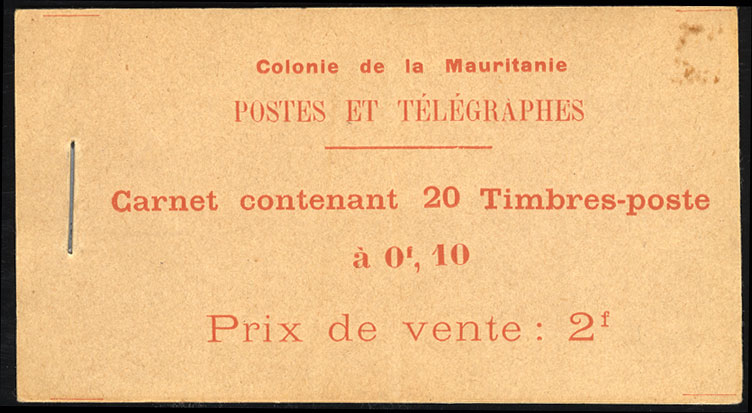 Colonie de la Mauritanie
POSTES ET TÉLÉGRAPHES
Carnet contenant 20 Timbres-poste
à 0f, 10
Prix de vente : 2f